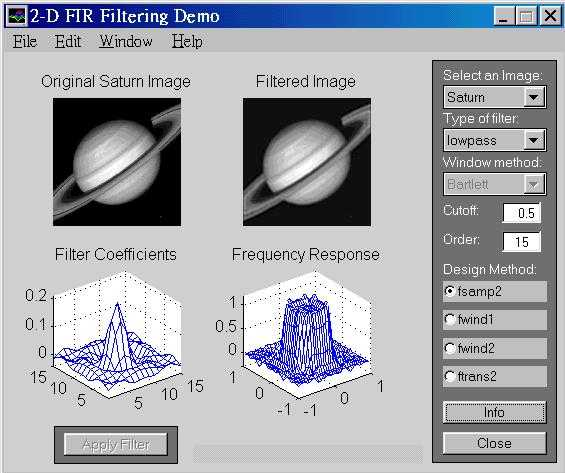 2-D FIR Filtering Demo
File Edit Window Help
Original Saturn Image
Filtered Image
Filter Coefficients
0.2
0.1
0
15
10
5
5
10
15
Frequency Response
1
0.5
0
1
0
-1
-1
0
1
Apply Filter
Select an Image:
Saturn
Type of filter:
lowpass
Window method:
Bartlett
Cutoff: 0.5
Order: 15
Design Method:
fsamp2
fwind1
fwind2
ftrans2
Info
Close